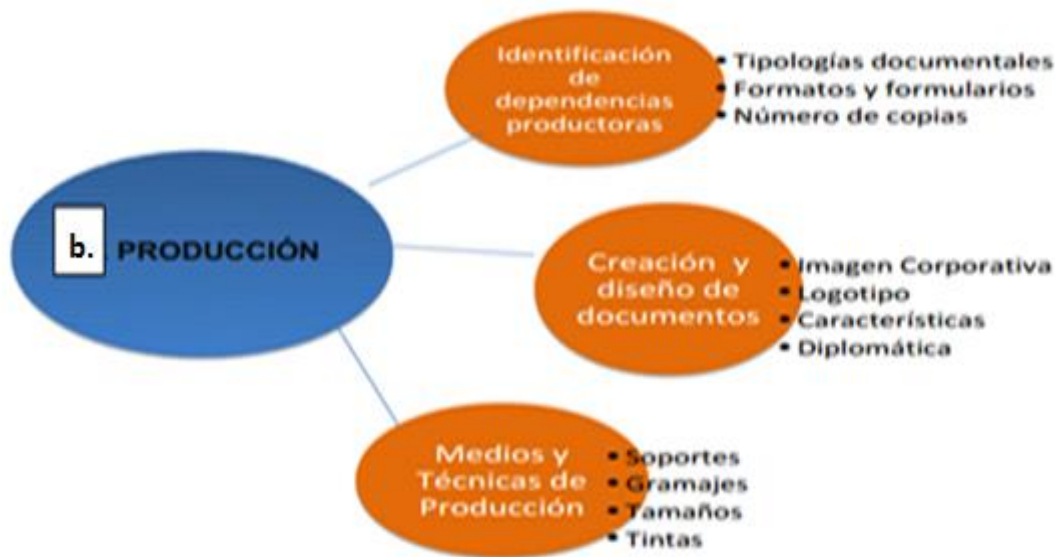 Identificación
de
dependencias
productoras
• Tipologías documentales
• Formatos y formularios
• Número de copias
b. PRODUCCIÓN
Creación y
diseño de
documentos
• Imagen Corporativa
• Logotipo
• Características
• Diplomática
Medios y
Técnicas de
Producción
• Soportes
• Gramajes
• Tamaños
• Tintas